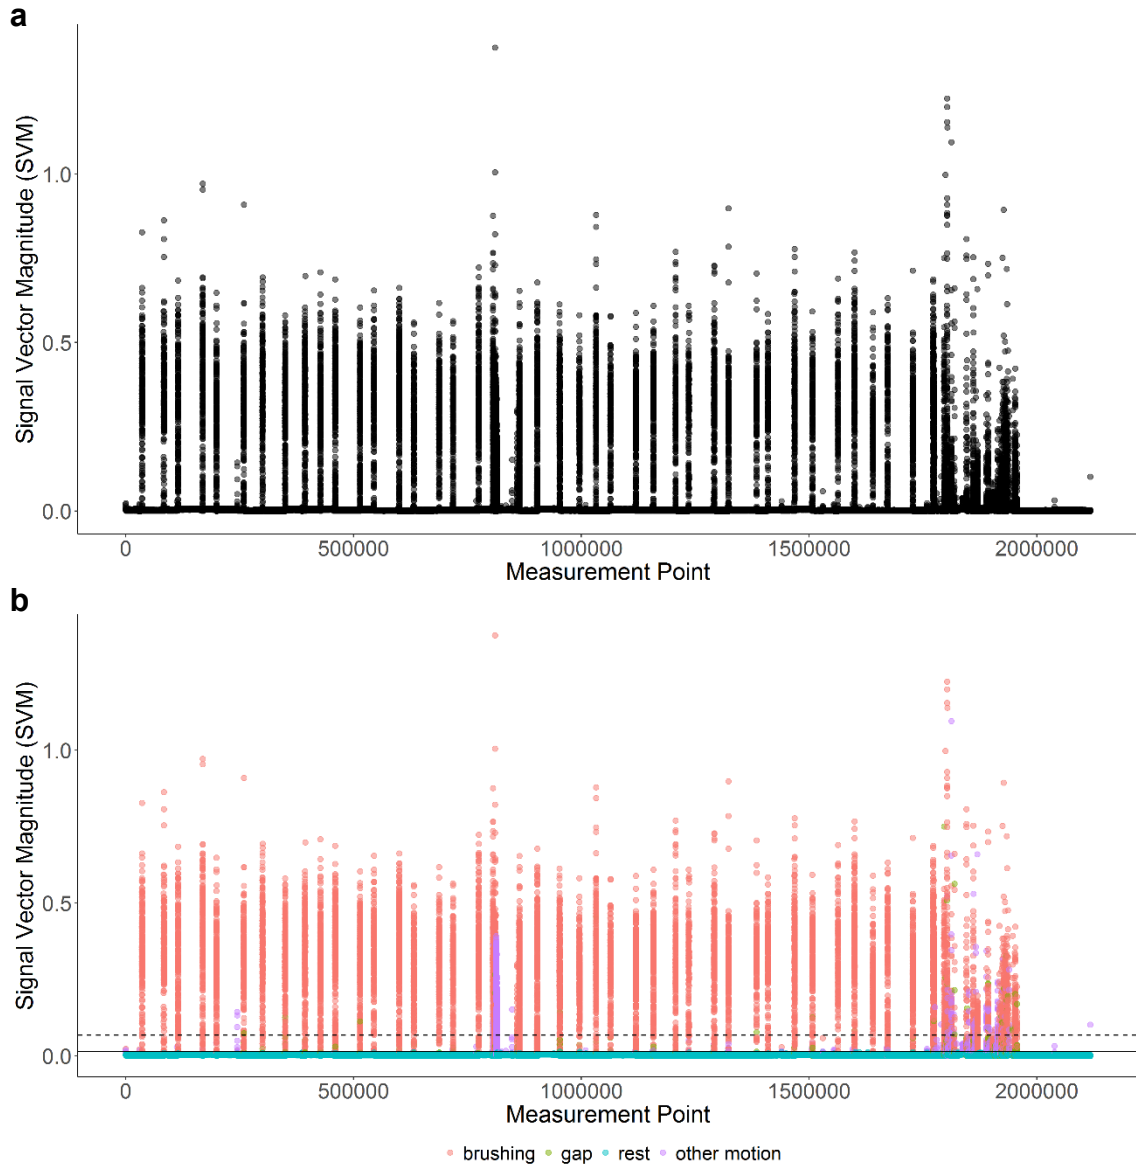 a
Signal Vector Magnitude (SVM)
1.0
0.5
0.0
0 500000 1000000 1500000 2000000
Measurement Point
b
Signal Vector Magnitude (SVM)
1.0
0.5
0.0
0 500000 1000000 1500000 2000000
Measurement Point
brushing gap rest other motion